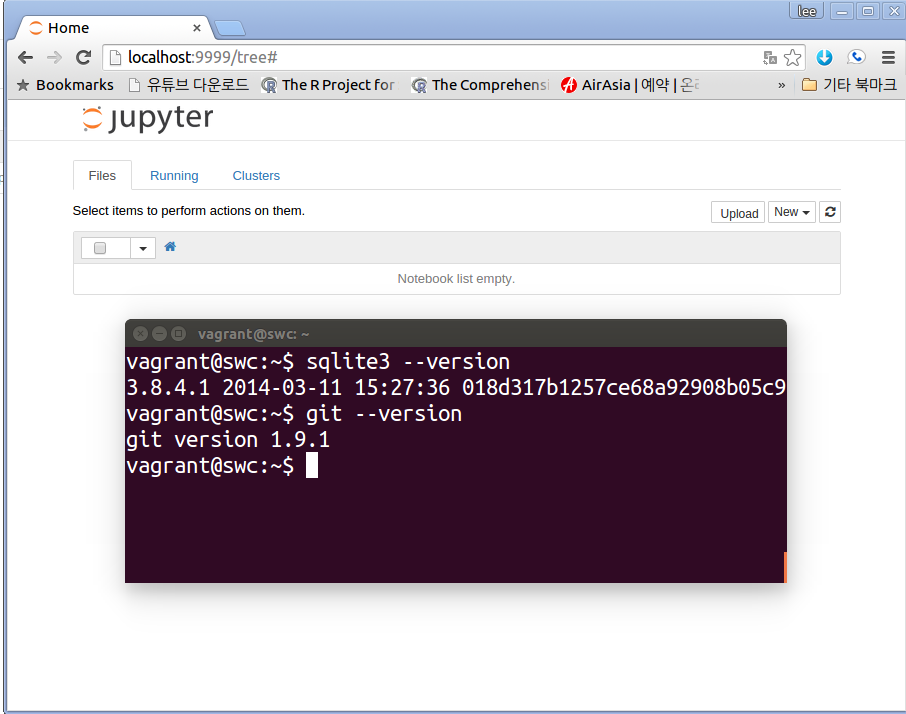 lee
Home
localhost:9999/tree#
Bookmarks 유튜브 다운로드 The R Project for The Comprehens AirAsia | 예약 | 온 » 기타 북마크
jupyter
Files Running Clusters
Select items to perform actions on them. Upload New
Notebook list empty.
vagrant@swc: ~
vagrant@swc:~$ sqlite3 --version
3.8.4.1 2014-03-11 15:27:36 018d317b1257ce68a92908b05c9
vagrant@swc:~$ git --version
git version 1.9.1
vagrant@swc:~$